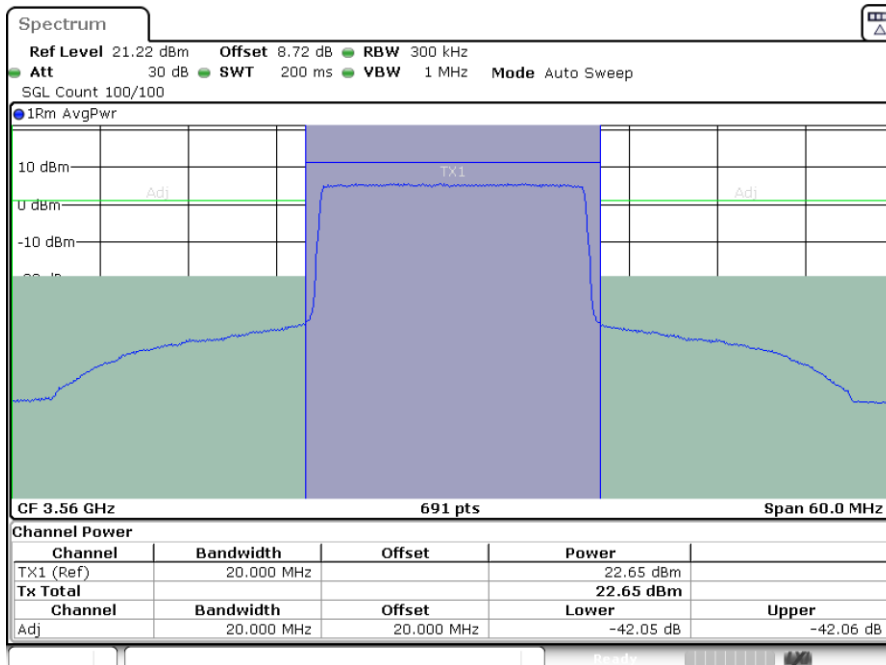 Spectrum
Ref Level 21.22 dBm Offset 8.72 dB RBW 300 kHz
Att 30 dB SWT 200 ms VBW 1 MHz Mode Auto Sweep
SGL Count 100/100
1Rm AvgPwr
10 dBm
TX1
Adj Adj
0 dBm
-10 dBm
CF 3.56 GHz 691 pts Span 60.0 MHz
Channel Power
Channel Bandwidth Offset Power
TX1 (Ref) 20.000 MHz 22.65 dBm
Tx Total 22.65 dBm
Channel Bandwidth Offset Lower Upper
Adj 20.000 MHz 20.000 MHz -42.05 dB -42.06 dB
Ready